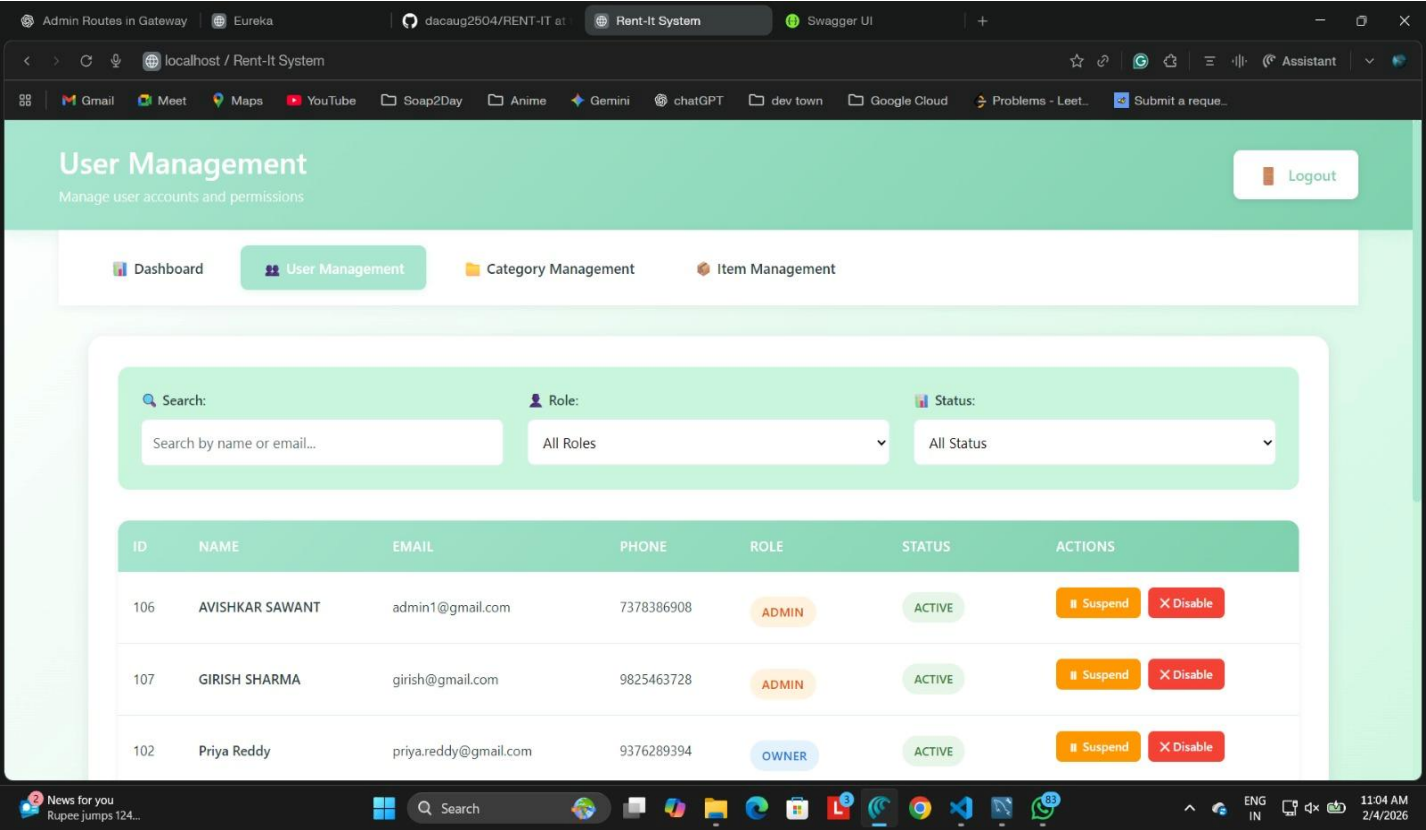 Admin Routes in Gateway Eureka dacaug2504/RENT-IT at Rent-It System Swagger UI
localhost / Rent-It System Assistant
Gmail Meet Maps YouTube Soap2Day Anime Gemini chatGPT dev town Google Cloud Problems - Leet... Submit a reque...
User Management
Manage user accounts and permissions
Logout
Dashboard User Management Category Management Item Management
Search: Role: Status:
Search by name or email... All Roles All Status
ID NAME EMAIL PHONE ROLE STATUS ACTIONS
106 AVISHKAR SAWANT admin1@gmail.com 7378386908 ADMIN ACTIVE Suspend Disable
107 GIRISH SHARMA girish@gmail.com 9825463728 ADMIN ACTIVE Suspend Disable
102 Priya Reddy priya.reddy@gmail.com 9376289394 OWNER ACTIVE Suspend Disable
2 News for you
Rupee jumps 124...
Search
L 3
83
ENG
IN
11:04 AM
2/4/2026